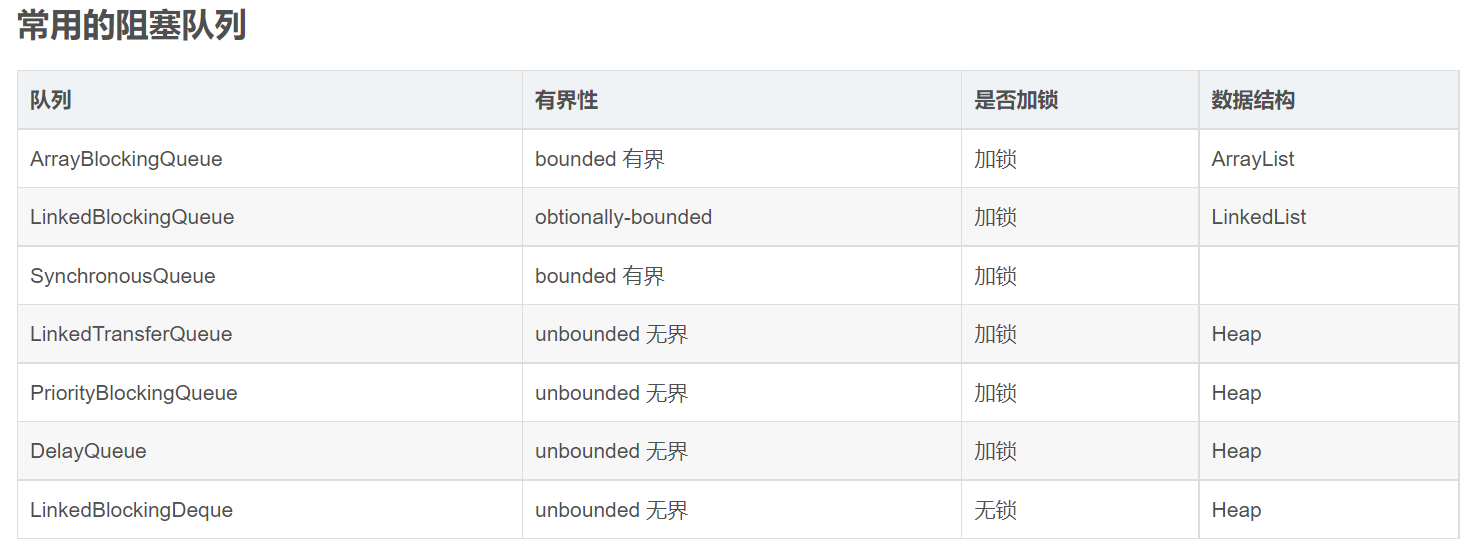 常用的阻塞队列
队列 有界性 是否加锁 数据结构
ArrayBlockingQueue bounded 有界 加锁 ArrayList
LinkedBlockingQueue obtionally-bounded 加锁 LinkedList
SynchronousQueue bounded 有界 加锁
LinkedTransferQueue unbounded 无界 加锁 Heap
PriorityBlockingQueue unbounded 无界 加锁 Heap
DelayQueue unbounded 无界 加锁 Heap
LinkedBlockingDeque unbounded 无界 无锁 Heap